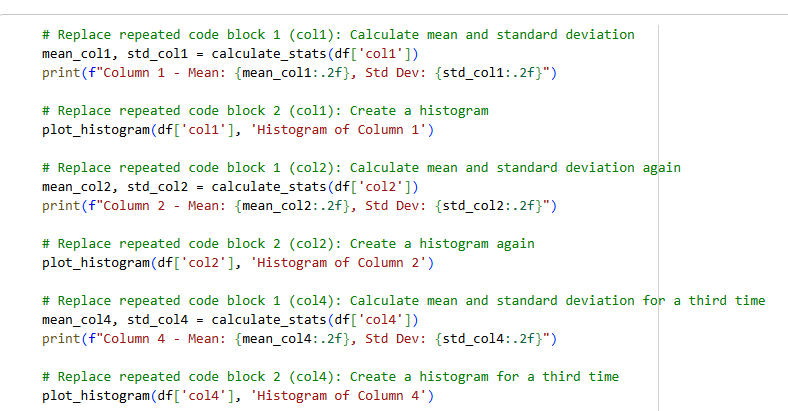 # Replace repeated code block 1 (col1): Calculate mean and standard deviation
mean_col1, std_col1 = calculate_stats(df['col1'])
print(f"Column 1 - Mean: {mean_col1:.2f}, Std Dev: {std_col1:.2f}")
# Replace repeated code block 2 (col1): Create a histogram
plot_histogram(df['col1'], 'Histogram of Column 1')
# Replace repeated code block 1 (col2): Calculate mean and standard deviation again
mean_col2, std_col2 = calculate_stats(df['col2'])
print(f"Column 2 - Mean: {mean_col2:.2f}, Std Dev: {std_col2:.2f}")
# Replace repeated code block 2 (col2): Create a histogram again
plot_histogram(df['col2'], 'Histogram of Column 2')
# Replace repeated code block 1 (col4): Calculate mean and standard deviation for a third time
mean_col4, std_col4 = calculate_stats(df['col4'])
print(f"Column 4 - Mean: {mean_col4:.2f}, Std Dev: {std_col4:.2f}")
# Replace repeated code block 2 (col4): Create a histogram for a third time
plot_histogram(df['col4'], 'Histogram of Column 4')